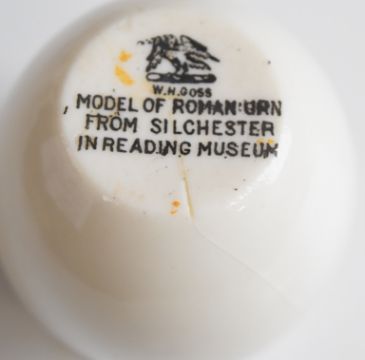 W.H.GOSS
MODEL OF ROMAN URN
FROM SILCHESTER
IN READING MUSEUM